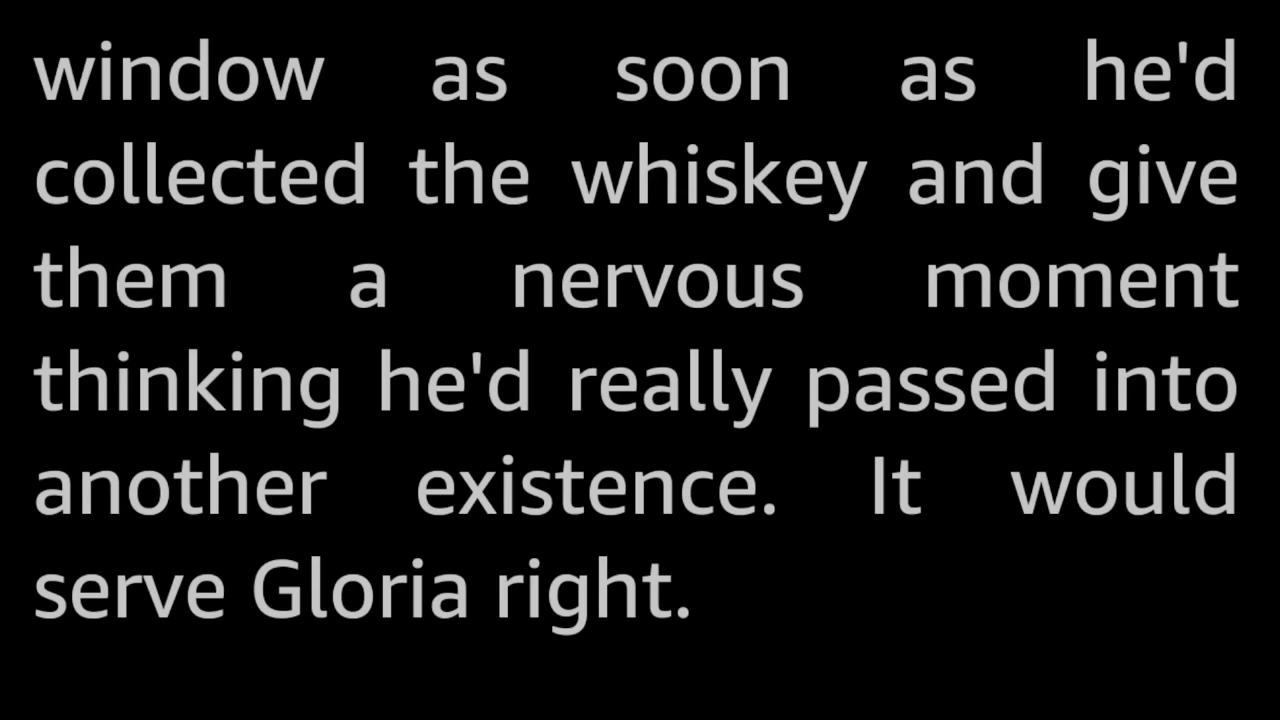 window as soon as he'd
collected the whiskey and give
them a nervous moment
thinking he'd really passed into
another existence. It would
serve Gloria right.